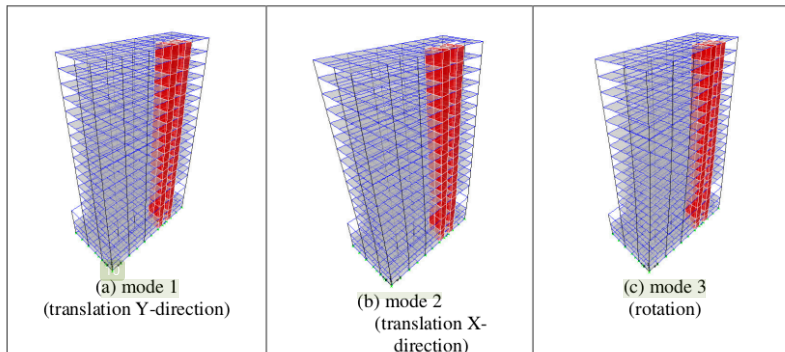 (a) mode 1
(translation Y-direction)
(b) mode 2
(translation X-
direction)
(c) mode 3
(rotation)